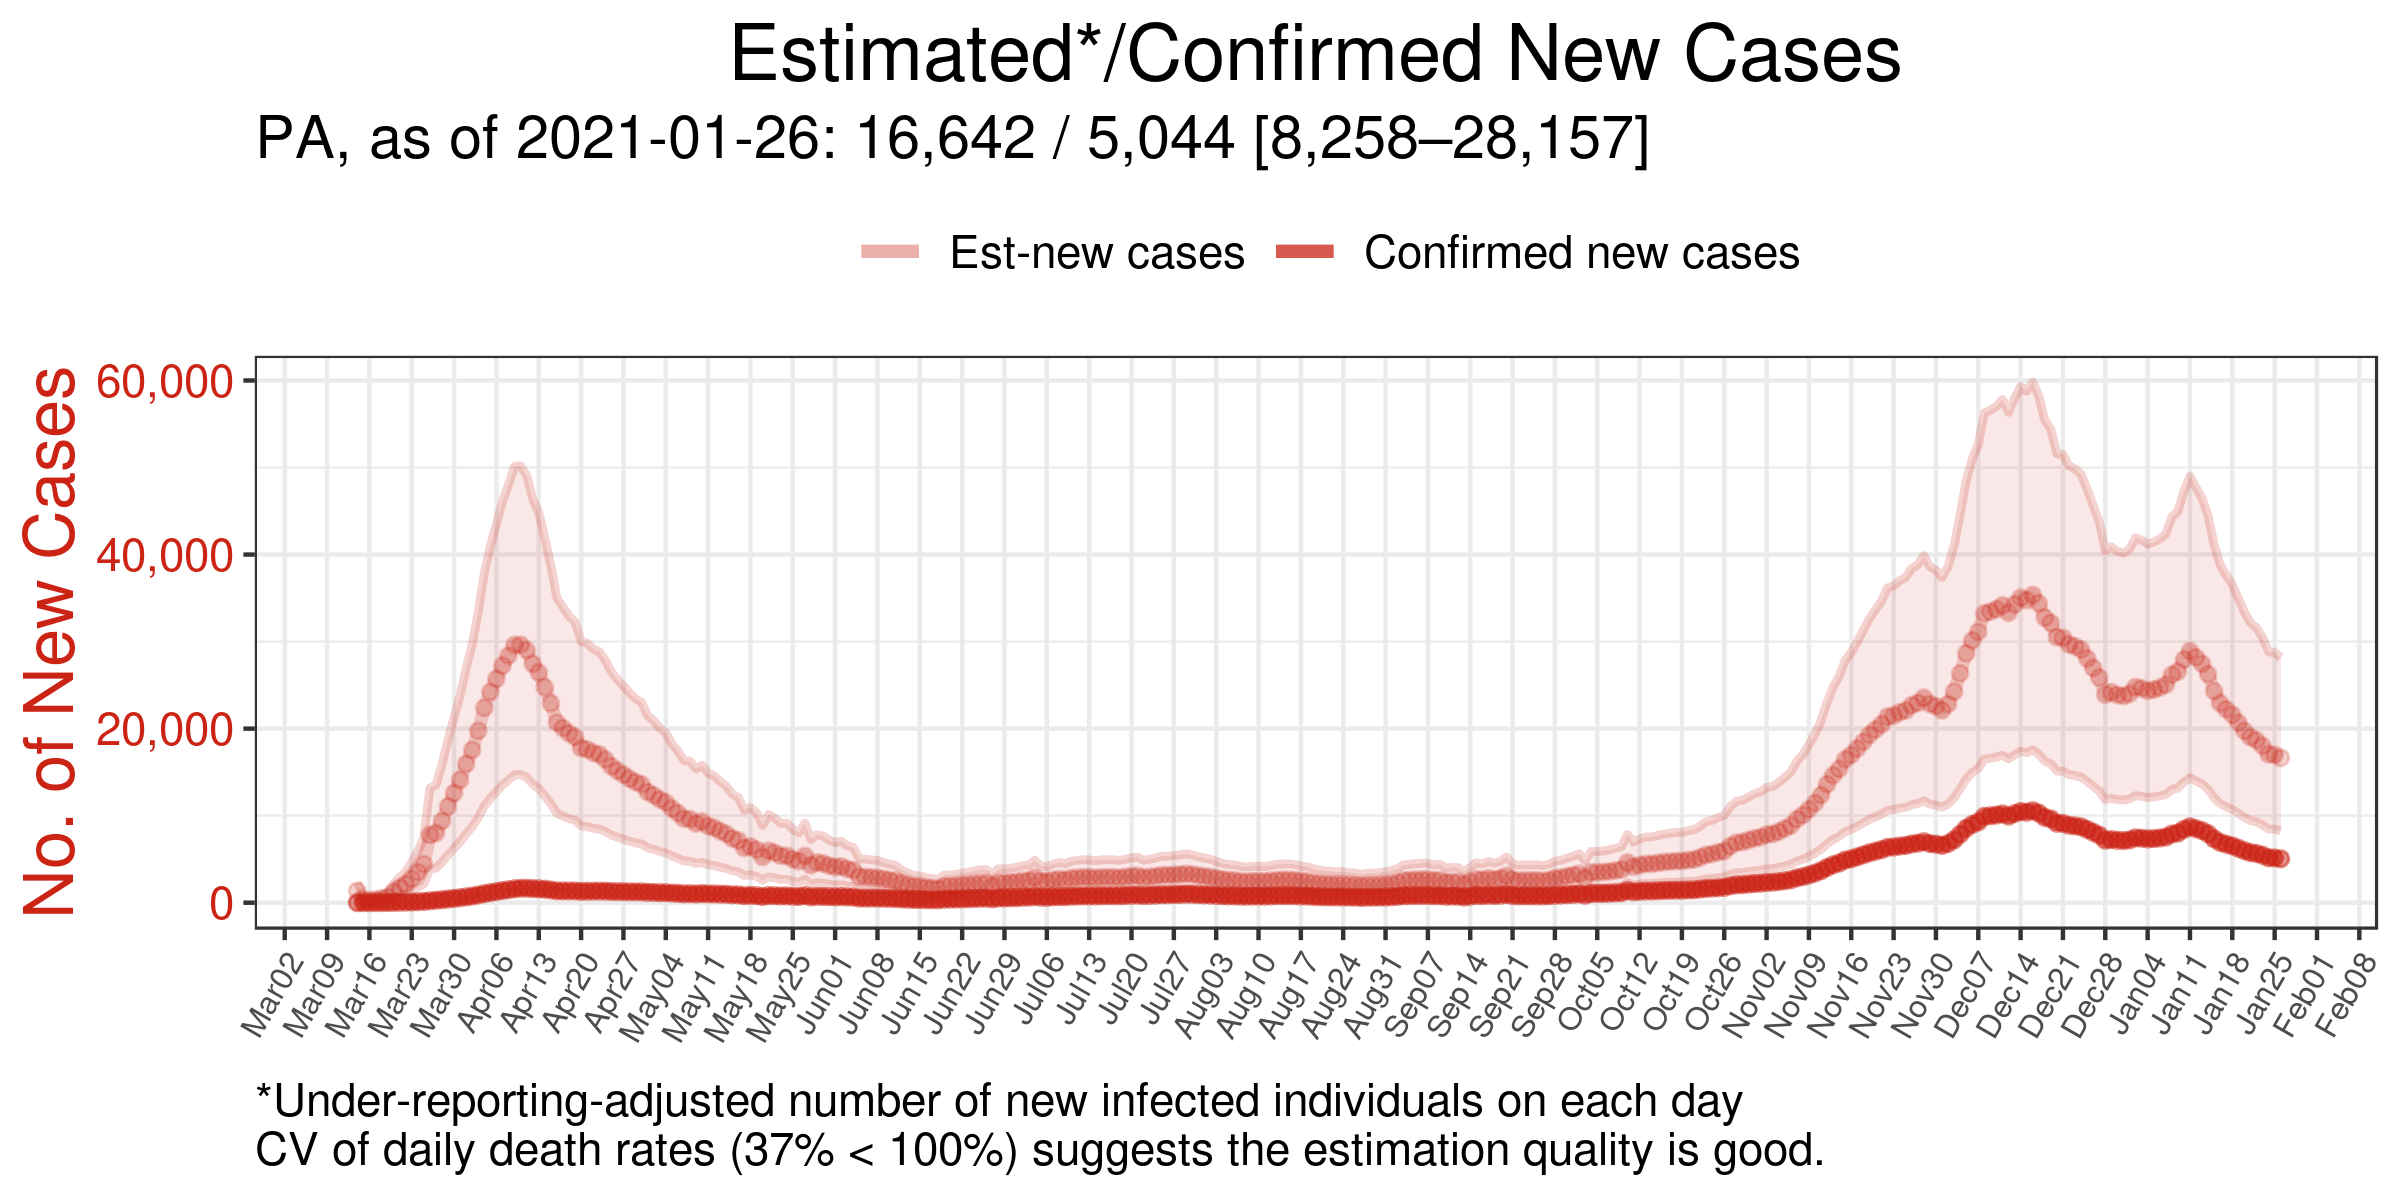 Estimated*/Confirmed New Cases
PA, as of 2021-01-26: 16,642 / 5,044 [8,258–28,157]
Est-new cases Confirmed new cases
No. of New Cases
60,000
40,000
20,000
0
Mar02 Mar09 Mar16 Mar23 Mar30 Apr06 Apr13 Apr20 Apr27 May04 May11 May18 May25 Jun01 Jun08 Jun15 Jun22 Jun29 Jul06 Jul13 Jul20 Jul27 Aug03 Aug10 Aug17 Aug24 Aug31 Sep07 Sep14 Sep21 Sep28 Oct05 Oct12 Oct19 Oct26 Nov02 Nov09 Nov16 Nov23 Nov30 Dec07 Dec14 Dec21 Dec28 Jan04 Jan11 Jan18 Jan25 Feb01 Feb08
*Under-reporting-adjusted number of new infected individuals on each day
CV of daily death rates (37% < 100%) suggests the estimation quality is good.